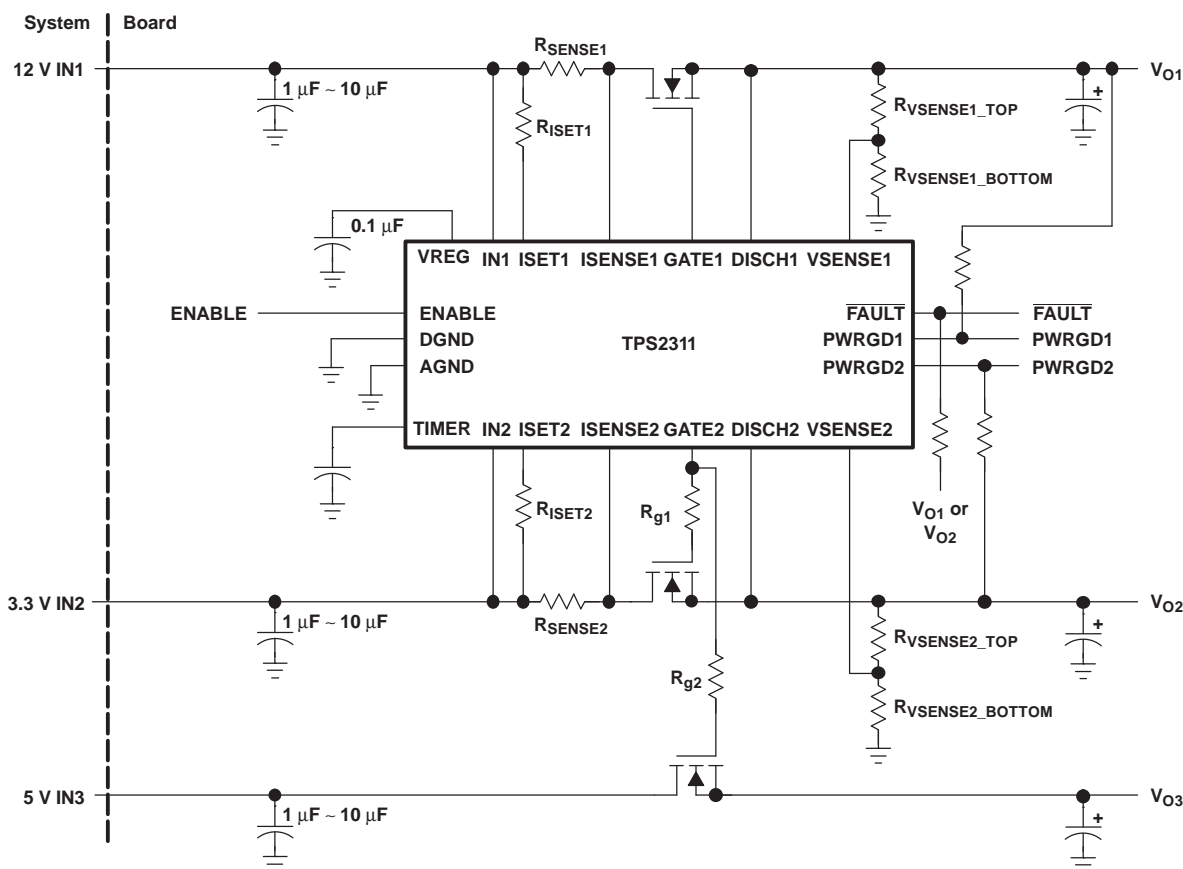 System Board
12 V IN1
RSENSE1
VO1
1 μF ~ 10 μF
RISET1
RVSENSE1_TOP
+
RVSENSE1_BOTTOM
0.1 μF
VREG IN1 ISET1 ISENSE1 GATE1 DISCH1 VSENSE1
ENABLE ENABLE
FAULT FAULT
DGND
TPS2311
PWRGD1 PWRGD1
AGND
PWRGD2 PWRGD2
TIMER IN2 ISET2 ISENSE2 GATE2 DISCH2 VSENSE2
RISET2
Rg1
VO1 or
VO2
3.3 V IN2
VO2
1 μF ~ 10 μF
RSENSE2
+
RVSENSE2_TOP
Rg2
RVSENSE2_BOTTOM
5 V IN3
VO3
1 μF ~ 10 μF
+